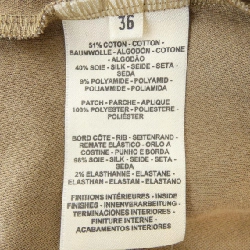 36
51% COTON - COTTON -
BAUMWOLLE - ALGODÓN - COTONE -
ALGODÃO
40% SOIE - SILK - SEIDE - SETA -
SEDA
9% POLYAMIDE - POLYAMID -
POLIAMMIDE - POLIAMIDA
PATCH - PARCHE - APLIQUE
100% POLYESTER - POLIESTERE -
POLIÉSTER
BORD CÔTE - RIB - SEITENRAND -
REMATE ELÁSTICO - ORLO A
COSTINE - PUNHO E BORDA
98% SOIE - SILK - SEIDE - SETA -
SEDA
2% ELASTHANNE - ELASTANE -
ELASTHAN - ELASTAN - ELASTANO
FINITIONS INTÉRIEURES - INSIDE
FINISHES - INNENVERARBEITUNG -
TERMINACIONES INTERIORES -
FINITURE INTERNE -
ACABAMENTOS INTERIORES